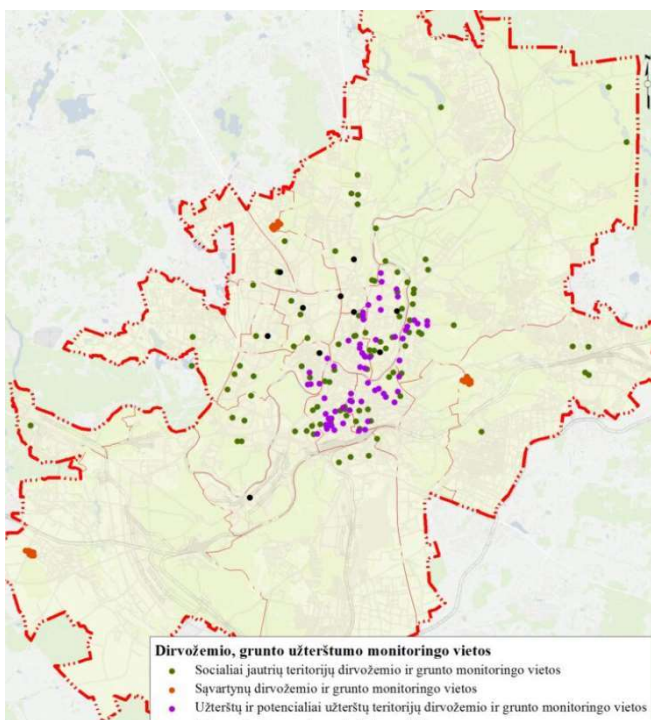 Dirvožemio, grunto užterštumo monitoringo vietos
Socialiai jautrių teritorijų dirvožemio ir grunto monitoringo vietos
Sąvartynų dirvožemio ir grunto monitoringo vietos
Užterštų ir potencialiai užterštų teritorijų dirvožemio ir grunto monitoringo vietos